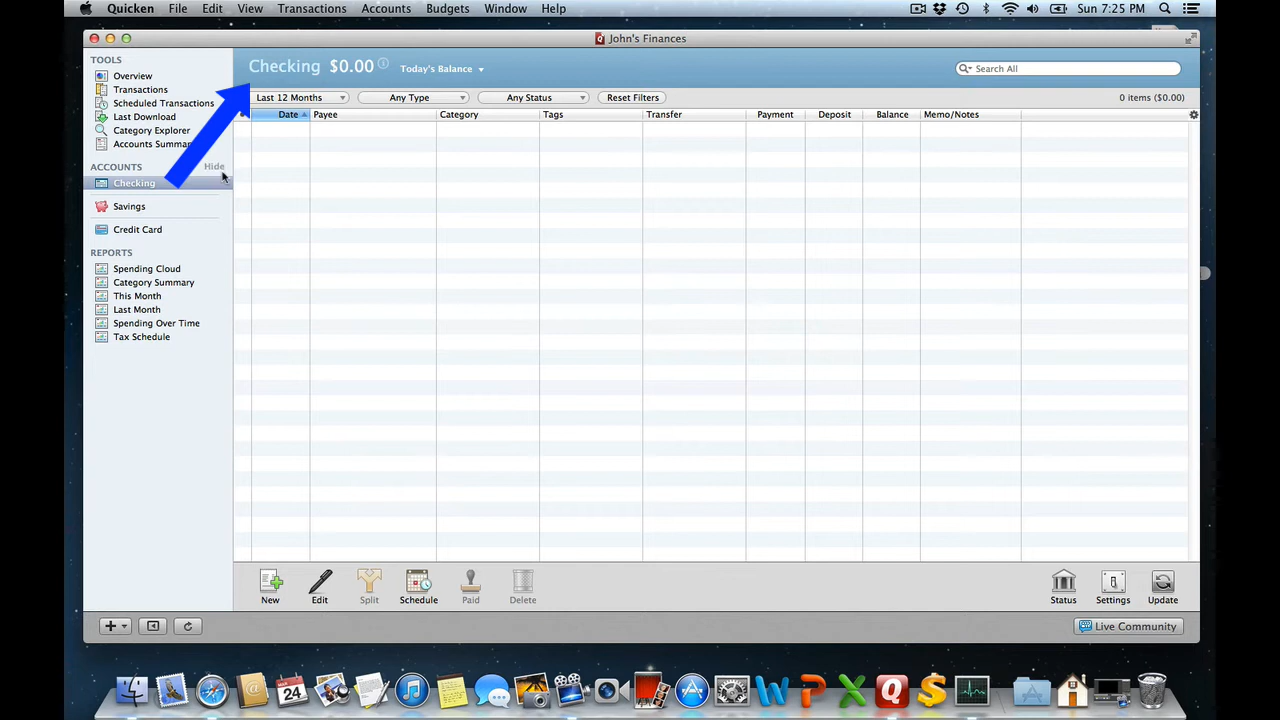 Quicken File Edit View Transactions Accounts Budgets Window Help Sun 7:25 PM
John's Finances
TOOLS
Overview
Transactions
Scheduled Transactions
Last Download
Category Explorer
Accounts Summa
ACCOUNTS Hide
Checking
Savings
Credit Card
REPORTS
Spending Cloud
Category Summary
This Month
Last Month
Spending Over Time
Tax Schedule
Checking $0.00 Today's Balance Search All
Last 12 Months Any Type Any Status Reset Filters 0 items ($0.00)
Date Payee Category Tags Transfer Payment Deposit Balance Memo/Notes
New Edit Split Schedule Paid Delete Status Settings Update
Live Community
24